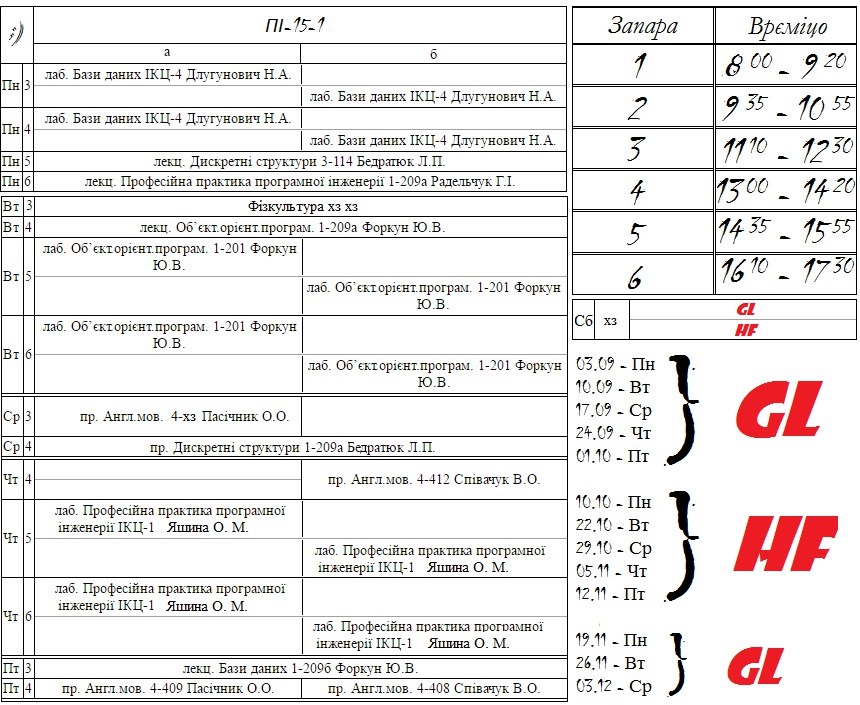 ПІ-15-1
а б
Пн 3 лаб. Бази даних ІКЦ-4 Длугунович Н.А.
лаб. Бази даних ІКЦ-4 Длугунович Н.А.
Пн 4 лаб. Бази даних ІКЦ-4 Длугунович Н.А.
лаб. Бази даних ІКЦ-4 Длугунович Н.А.
Пн 5 лекц. Дискретні структури 3-114 Бедратюк Л.П.
Пн 6 лекц. Професійна практика програмної інженерії 1-209а Радельчук Г.І.
Вт 3 Фізкультура хз хз
Вт 4 лекц. Об’єкт.орієнт.програм. 1-209а Форкун Ю.В.
Вт 5 лаб. Об’єкт.орієнт.програм. 1-201 Форкун
Ю.В.
лаб. Об’єкт.орієнт.програм. 1-201 Форкун
Ю.В.
Вт 6 лаб. Об’єкт.орієнт.програм. 1-201 Форкун
Ю.В.
лаб. Об’єкт.орієнт.програм. 1-201 Форкун
Ю.В.
Ср 3 пр. Англ.мов. 4-хз Пасічник О.О.
Ср 4 пр. Дискретні структури 1-209а Бедратюк Л.П.
Чт 4 пр. Англ.мов. 4-412 Співачук В.О.
Чт 5 лаб. Професійна практика програмної
інженерії ІКЦ-1 Яшина О. М.
лаб. Професійна практика програмної
інженерії ІКЦ-1 Яшина О. М.
Чт 6 лаб. Професійна практика програмної
інженерії ІКЦ-1 Яшина О. М.
лаб. Професійна практика програмної
інженерії ІКЦ-1 Яшина О. М.
Пт 3 лекц. Бази даних 1-209б Форкун Ю.В.
Пт 4 пр. Англ.мов. 4-409 Пасічник О.О. пр. Англ.мов. 4-408 Співачук В.О.
Запара Врєміцо
1 8 00 - 9 20
2 9 35 - 10 55
3 11 10 - 12 30
4 13 00 - 14 20
5 14 35 - 15 55
6 16 10 - 17 30
Сб хз GL
HF
03.09 - Пн
10.09 - Вт
17.09 - Ср
24.09 - Чт
01.10 - Пт
GL
10.10 - Пн
22.10 - Вт
29.10 - Ср
05.11 - Чт
12.11 - Пт
HF
19.11 - Пн
26.11 - Вт
03.12 - Ср
GL